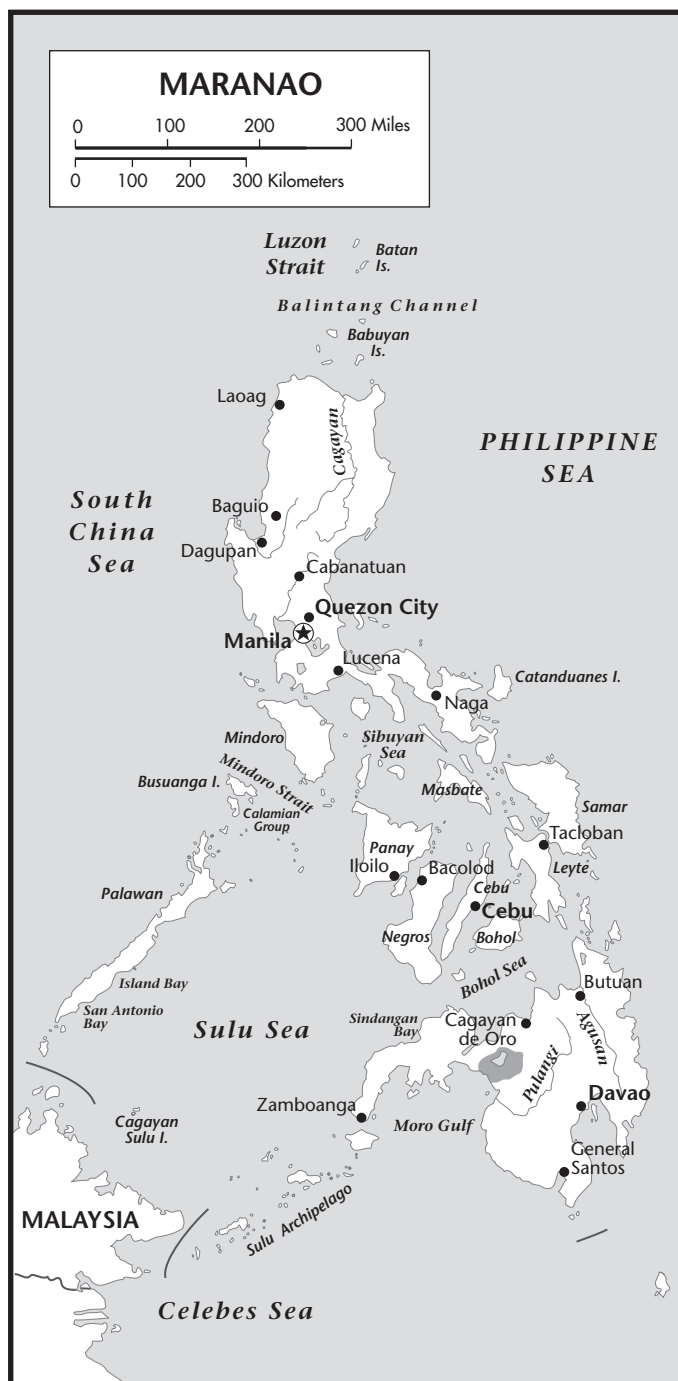 MARANAO
0 100 200 300 Miles
0 100 200 300 Kilometers
Luzon
Strait
Batan
Is.
Balintang Channel
Babuyan
Is.
Laoag
Cagayan
PHILIPPINE
SEA
South
China
Sea
Baguio
Dagupan
Cabanatuan
Quezon City
Manila
Lucena
Catanduanes I.
Naga
Mindoro
Sibuyan
Sea
Mindoro Strait
Busuanga I.
Calamian
Group
Masbate
Samar
Tacloban
Panay
Iloilo
Bacolod
Leyte
Cebu
Cebu
Palawan
Negros
Bohol
Bohol Sea
Island Bay
San Antonio
Bay
Butuan
Sulu Sea
Sindangan
Bay
Cagayan
de Oro
Agusan
Pulangi
Zamboanga
Moro Gulf
Davao
Cagayan
Sulu I.
General
Santos
Sulu Archipelago
MALAYSIA
Celebes Sea